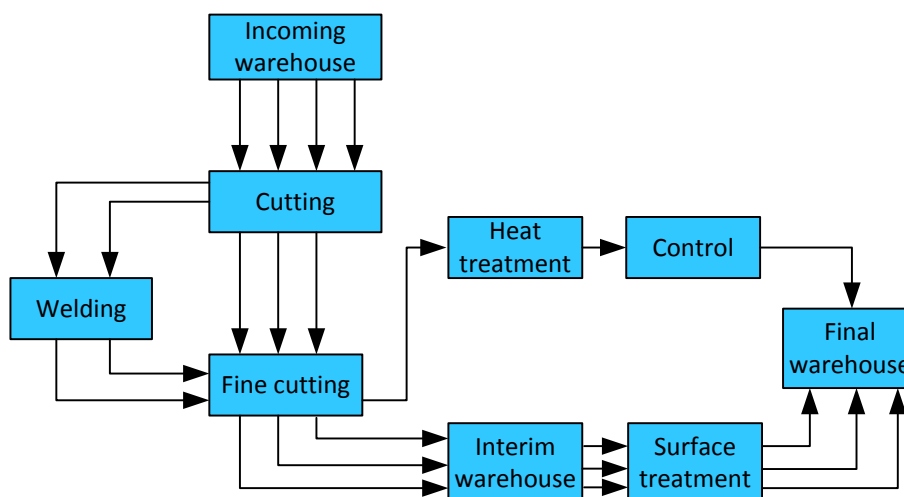 Incoming
warehouse
Cutting
Heat
treatment
Control
Welding
Final
warehouse
Fine cutting
Interim
warehouse
Surface
treatment